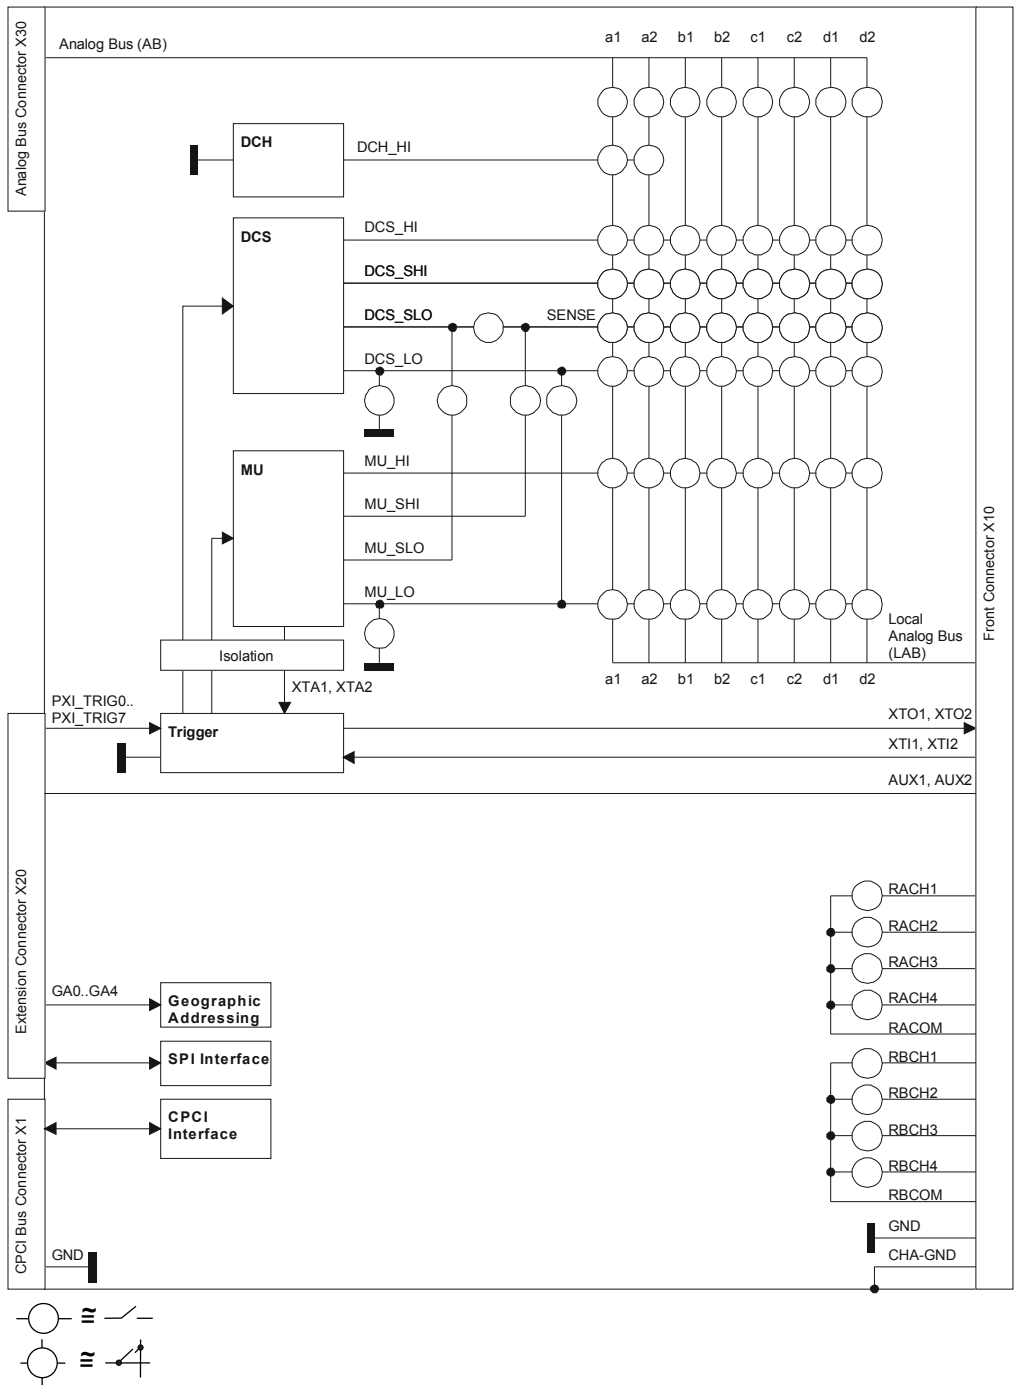 Analog Bus Connector X30
Analog Bus (AB)
a1 a2 b1 b2 c1 c2 d1 d2
DCH
DCH_HI
DCS
DCS_HI
DCS_SHI
DCS_SLO
SENSE
DCS_LO
MU
MU_HI
MU_SHI
MU_SLO
MU_LO
Front Connector X10
Local
Analog Bus
(LAB)
Isolation
a1 a2 b1 b2 c1 c2 d1 d2
XTA1, XTA2
PXI_TRIG0..
PXI_TRIG7
Trigger
XTO1, XTO2
XTI1, XTI2
AUX1, AUX2
Extension Connector X20
RACH1
RACH2
RACH3
RACH4
RACOM
GA0..GA4
Geographic
Addressing
SPI Interface
RBCH1
RBCH2
RBCH3
RBCH4
RBCOM
CPCI Bus Connector X1
CPCI
Interface
GND
GND
CHA-GND
≅
≅